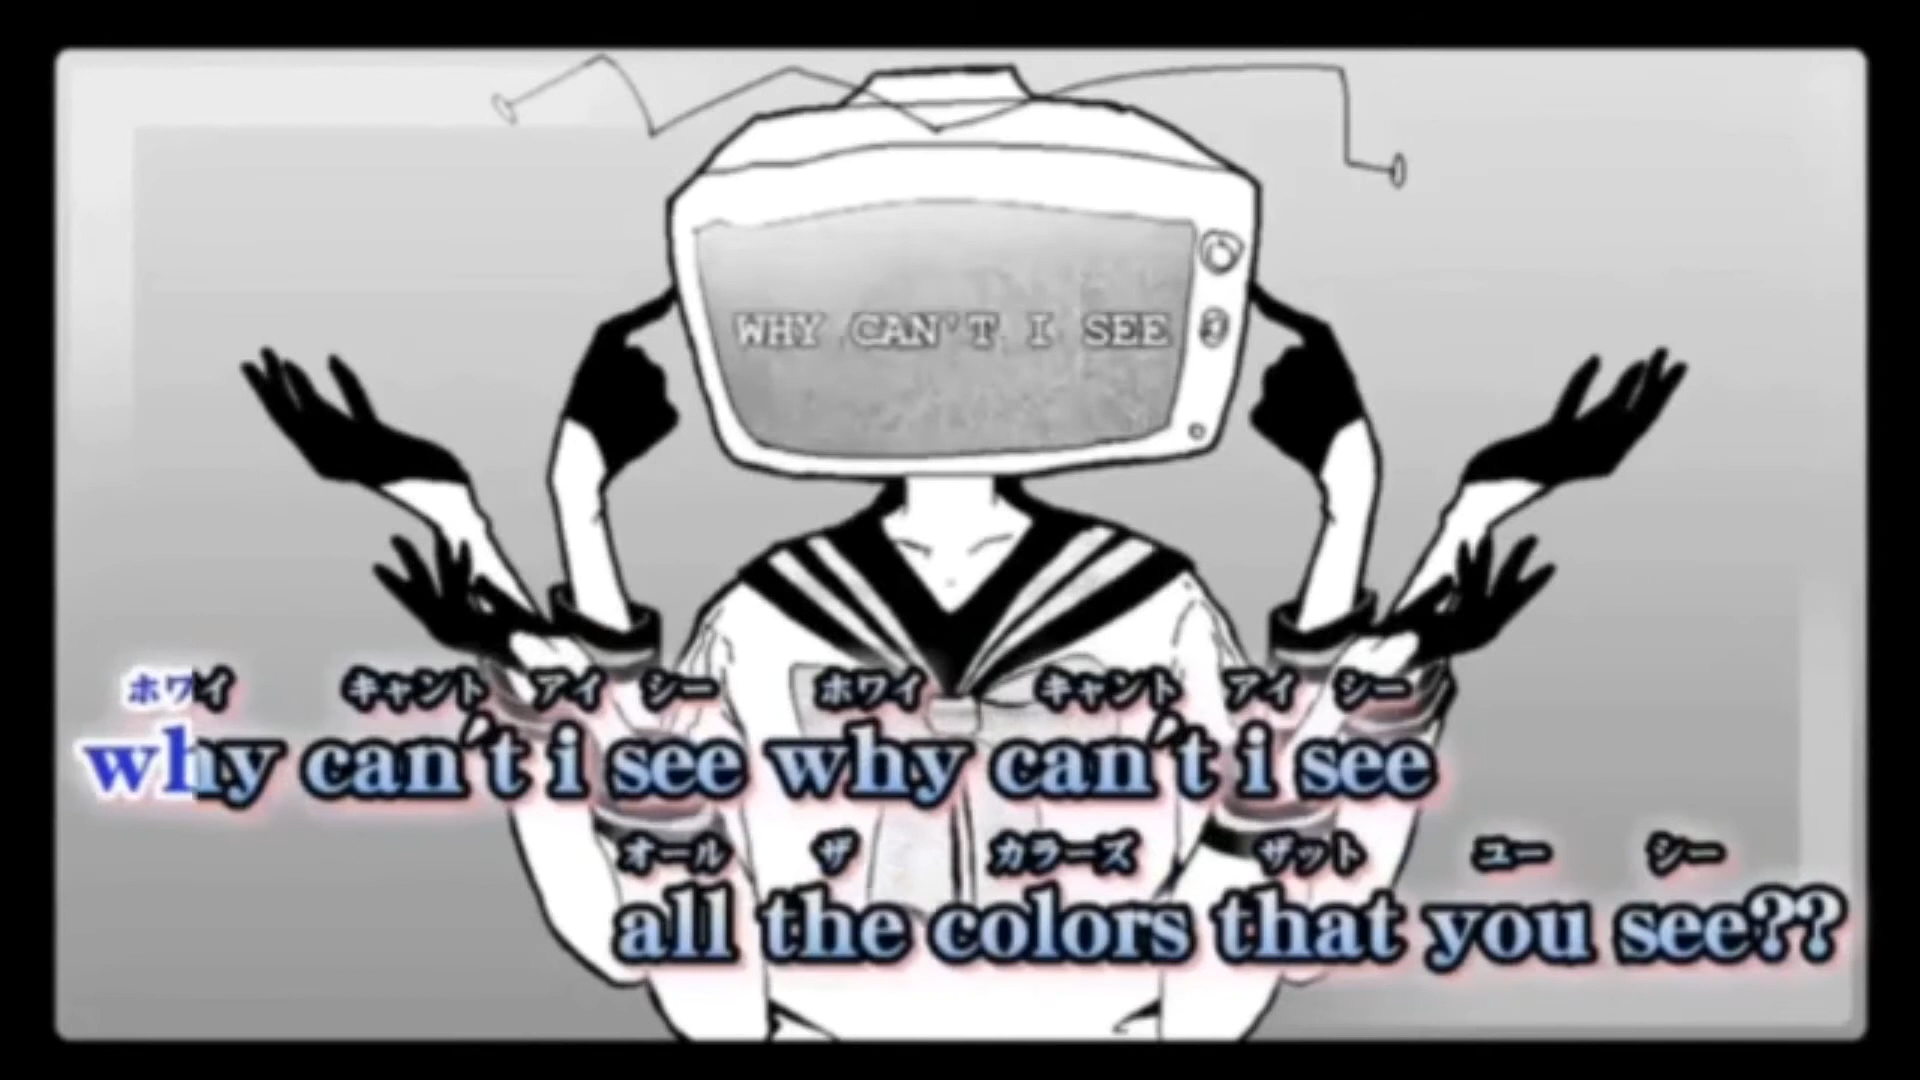 WHY CAN'T I SEE
ホワイ キャント アイ シー ホワイ キャント アイ シー
why can't i see why can't i see
オール ザ カラーズ ザット ユー シー
all the colors that you see??